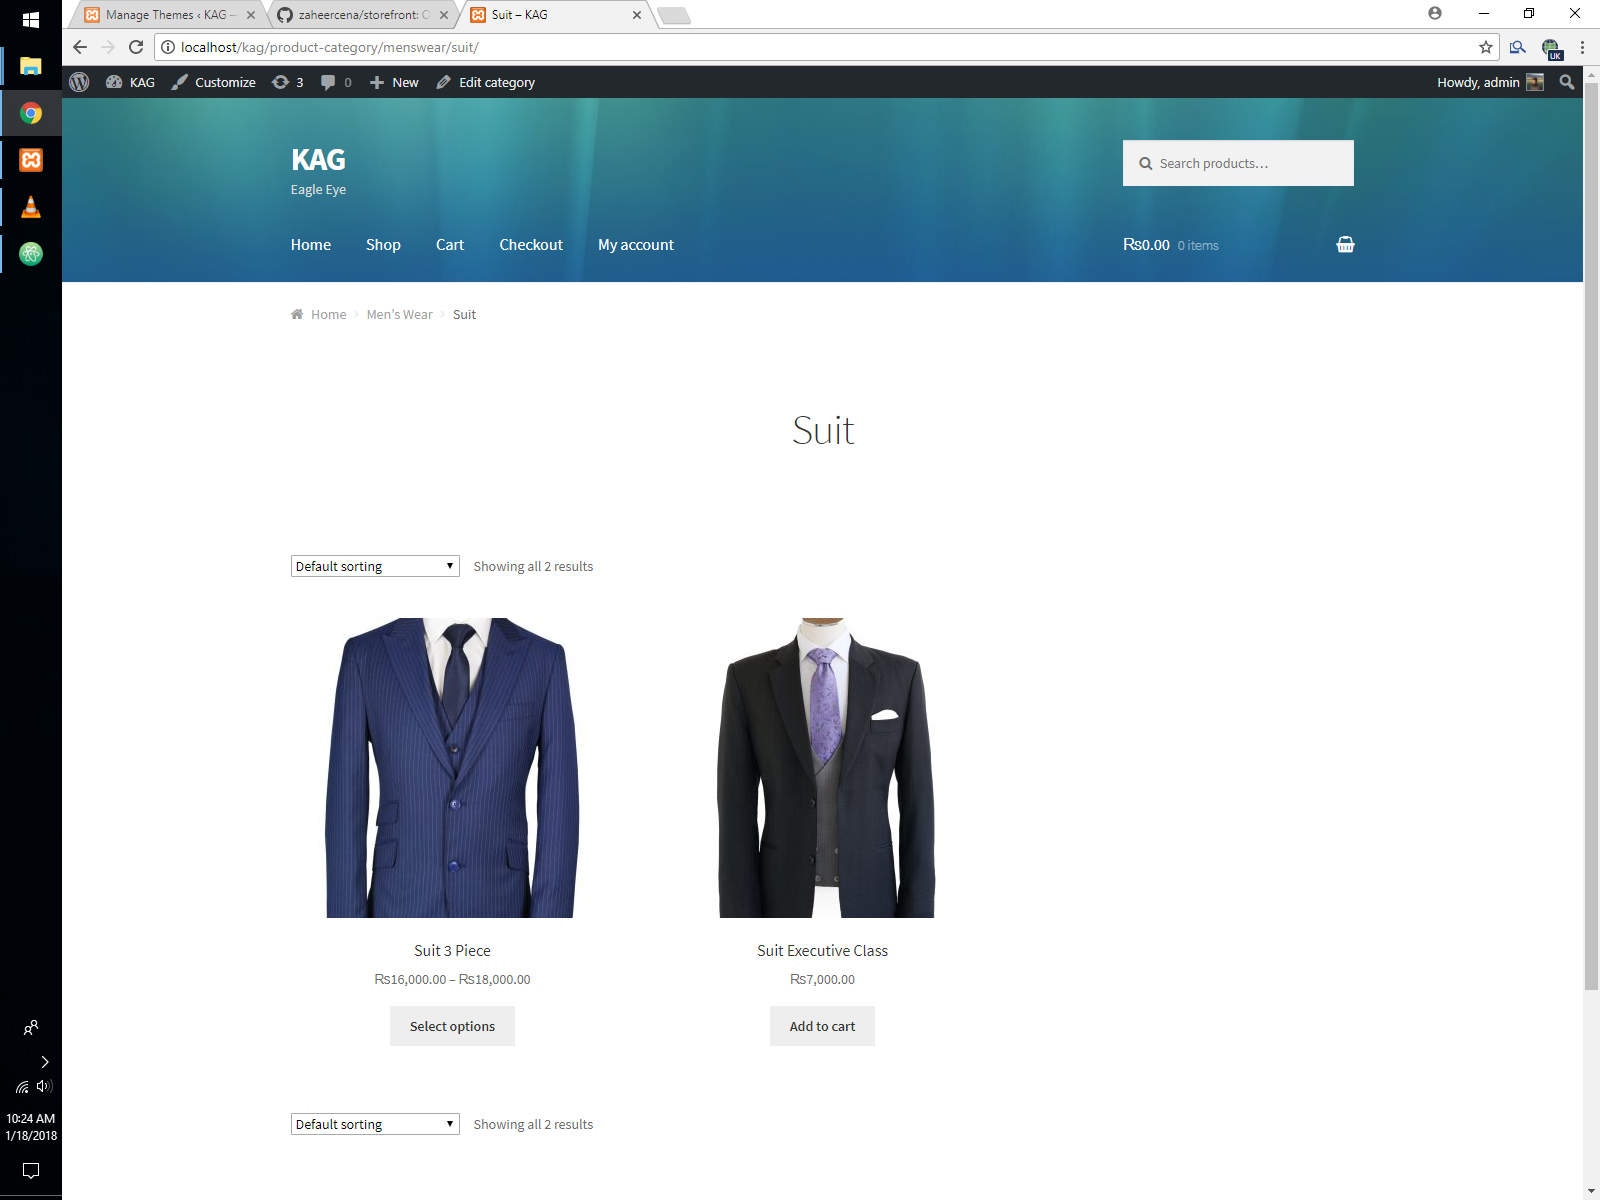 Manage Themes ‹ KAG –
zaheercena/storefront: O
Suit – KAG
localhost/kag/product-category/menswear/suit/
UK
KAG
Customize
3
0
New
Edit category
Howdy, admin
KAG
Eagle Eye
Search products…
Home
Shop
Cart
Checkout
My account
₨0.00 0 items
Home
Men's Wear
Suit
Suit
Default sorting
Showing all 2 results
Suit 3 Piece
₨16,000.00 – ₨18,000.00
Select options
Suit Executive Class
₨7,000.00
Add to cart
Default sorting
Showing all 2 results
10:24 AM
1/18/2018